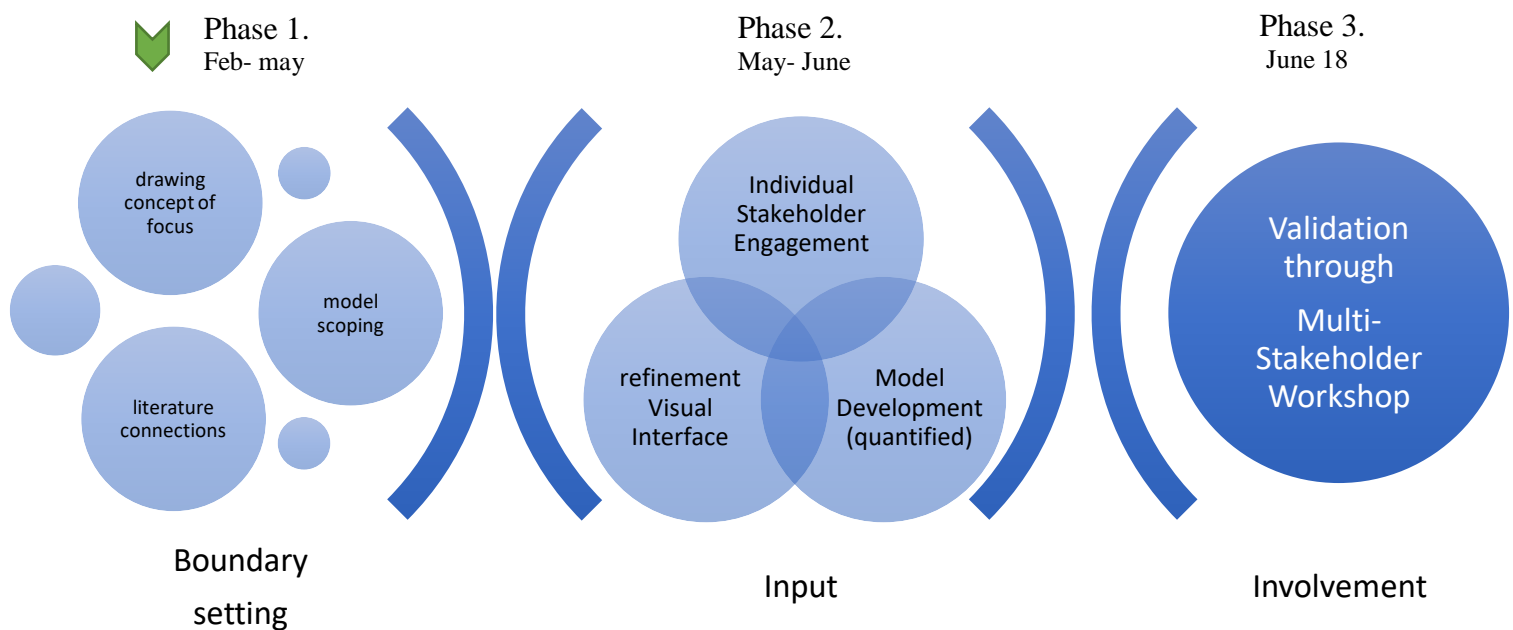 Phase 1.
Feb- may
drawing
concept of
focus
model
scoping
literature
connections
Boundary
setting
Phase 2.
May- June
Individual
Stakeholder
Engagement
refinement
Visual
Interface
Model
Development
(quantified)
Input
Phase 3.
June 18
Validation
through
Multi-
Stakeholder
Workshop
Involvement